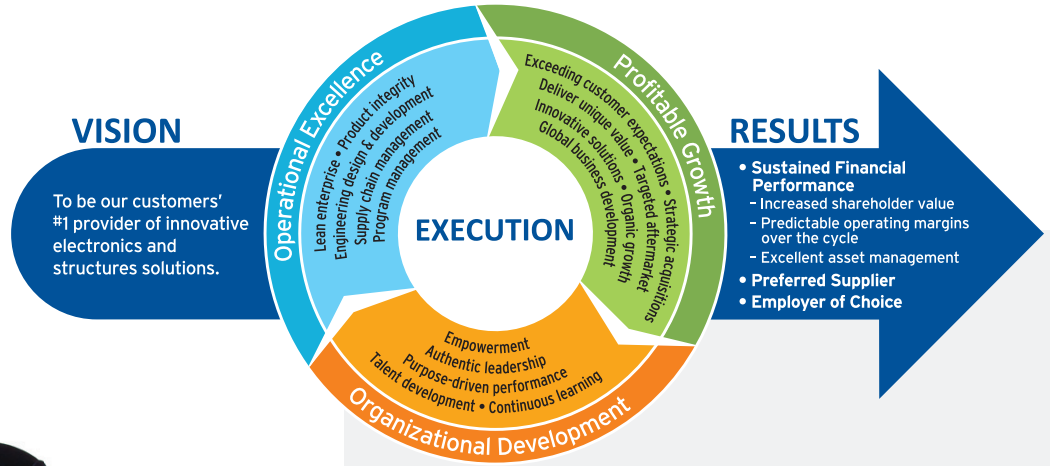 VISION
To be our customers'
#1 provider of innovative
electronics and
structures solutions.
Operational Excellence
Lean enterprise • Product integrity
Engineering design & development
Supply chain management
Program management
EXECUTION
Profitable Growth
Exceeding customer expectations • Strategic acquisitions
Deliver unique value • Targeted aftermarket
Innovative solutions • Organic growth
Global business development
Empowerment
Authentic leadership
Purpose-driven performance
Talent development • Continuous learning
Organizational Development
RESULTS
• Sustained Financial
Performance
– Increased shareholder value
– Predictable operating margins
over the cycle
– Excellent asset management
• Preferred Supplier
• Employer of Choice